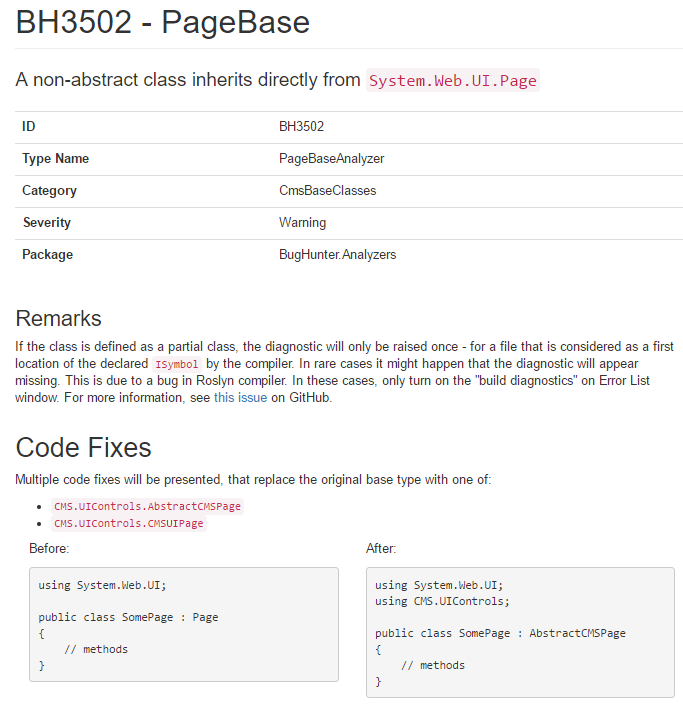 BH3502 - PageBase
A non-abstract class inherits directly from System.Web.UI.Page
ID BH3502
Type Name PageBaseAnalyzer
Category CmsBaseClasses
Severity Warning
Package BugHunter.Analyzers
Remarks
If the class is defined as a partial class, the diagnostic will only be raised once - for a file that is considered as a first
location of the declared ISymbol by the compiler. In rare cases it might happen that the diagnostic will appear
missing. This is due to a bug in Roslyn compiler. In these cases, only turn on the "build diagnostics" on Error List
window. For more information, see this issue on GitHub.
Code Fixes
Multiple code fixes will be presented, that replace the original base type with one of:
• CMS.UIControls.AbstractCMSPage
• CMS.UIControls.CMSUIPage
Before:
using System.Web.UI;
public class SomePage : Page
{
// methods
}
After:
using System.Web.UI;
using CMS.UIControls;
public class SomePage : AbstractCMSPage
{
// methods
}